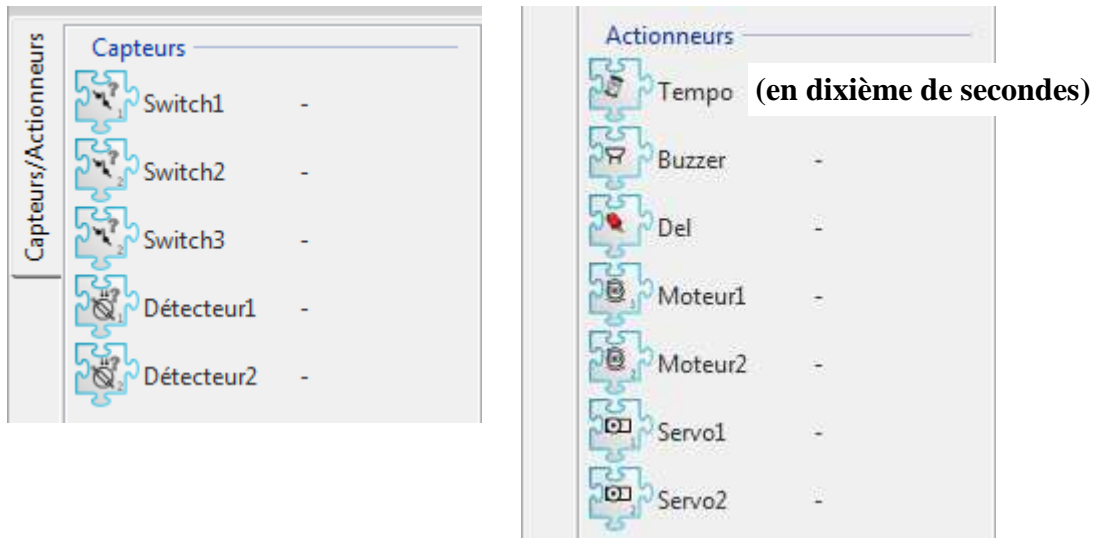 Capteurs/Actionneurs
Capteurs
Switch1 -
Switch2 -
Switch3 -
Détecteur1 -
Détecteur2 -
Actionneurs
Tempo (en dixième de secondes)
Buzzer -
Del -
Moteur1 -
Moteur2 -
Servo1 -
Servo2 -